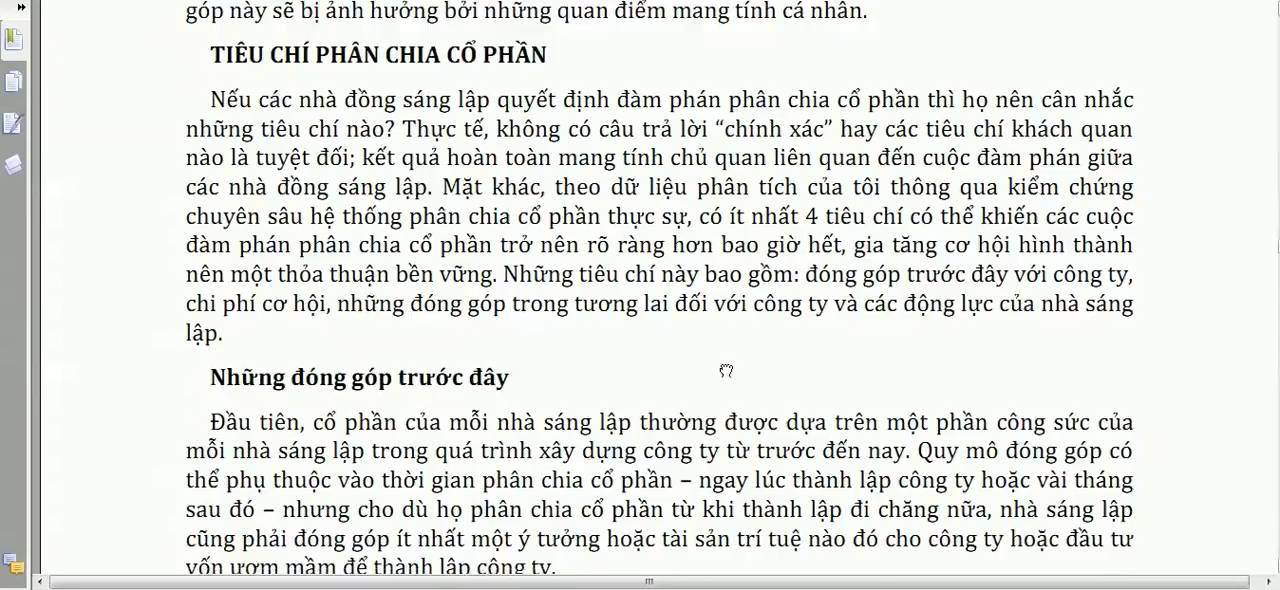 góp này sẽ bị ảnh hưởng bởi những quan điểm mang tính cá nhân.
TIÊU CHÍ PHÂN CHIA CỔ PHẦN
Nếu các nhà đồng sáng lập quyết định đàm phán phân chia cổ phần thì họ nên cân nhắc
những tiêu chí nào? Thực tế, không có câu trả lời “chính xác” hay các tiêu chí khách quan
nào là tuyệt đối; kết quả hoàn toàn mang tính chủ quan liên quan đến cuộc đàm phán giữa
các nhà đồng sáng lập. Mặt khác, theo dữ liệu phân tích của tôi thông qua kiểm chứng
chuyên sâu hệ thống phân chia cổ phần thực sự, có ít nhất 4 tiêu chí có thể khiến các cuộc
đàm phán phân chia cổ phần trở nên rõ ràng hơn bao giờ hết, gia tăng cơ hội hình thành
nên một thỏa thuận bền vững. Những tiêu chí này bao gồm: đóng góp trước đây với công ty,
chi phí cơ hội, những đóng góp trong tương lai đối với công ty và các động lực của nhà sáng
lập.
Những đóng góp trước đây
Đầu tiên, cổ phần của mỗi nhà sáng lập thường được dựa trên một phần công sức của
mỗi nhà sáng lập trong quá trình xây dựng công ty từ trước đến nay. Quy mô đóng góp có
thể phụ thuộc vào thời gian phân chia cổ phần – ngay lúc thành lập công ty hoặc vài tháng
sau đó – nhưng cho dù họ phân chia cổ phần từ khi thành lập đi chăng nữa, nhà sáng lập
cũng phải đóng góp ít nhất một ý tưởng hoặc tài sản trí tuệ nào đó cho công ty hoặc đầu tư
vốn ươm mầm để thành lập công ty.